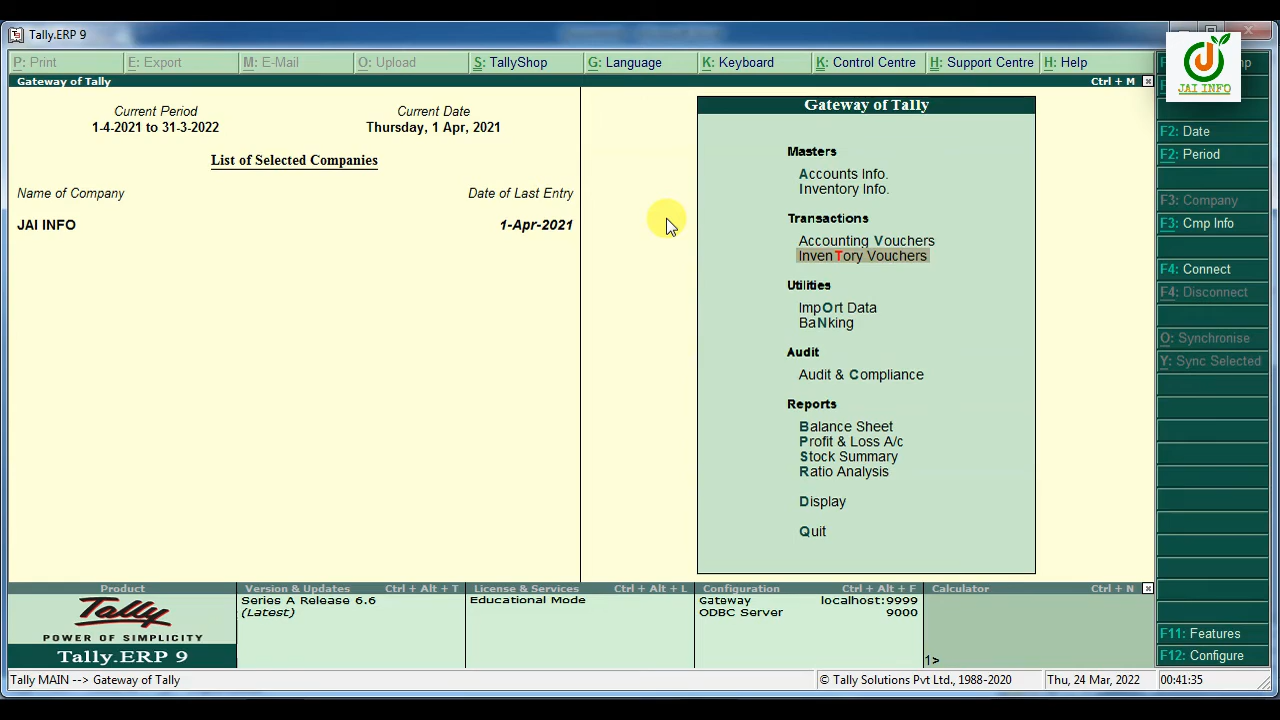 Tally.ERP 9
P: Print
E: Export
M: E-Mail
O: Upload
S: TallyShop
G: Language
K: Keyboard
K: Control Centre
H: Support Centre
H: Help
JAI INFO
Gateway of Tally
Ctrl + M
Current Period
1-4-2021 to 31-3-2022
Current Date
Thursday, 1 Apr, 2021
List of Selected Companies
Name of Company
Date of Last Entry
JAI INFO
1-Apr-2021
Gateway of Tally
Masters
Accounts Info.
Inventory Info.
Transactions
Accounting Vouchers
InvenTory Vouchers
Utilities
ImpOrt Data
BaNking
Audit
Audit & Compliance
Reports
Balance Sheet
Profit & Loss A/c
Stock Summary
Ratio Analysis
Display
Quit
F2: Date
F2: Period
F3: Company
F3: Cmp Info
F4: Connect
F4: Disconnect
O: Synchronise
Y: Sync Selected
F11: Features
F12: Configure
Product
Tally
POWER OF SIMPLICITY
Tally.ERP 9
Version & Updates
Ctrl + Alt + T
Series A Release 6.6
(Latest)
License & Services
Ctrl + Alt + L
Educational Mode
Configuration
Ctrl + Alt + F
Gateway
localhost:9999
ODBC Server
9000
Calculator
Ctrl + N
1>
Tally MAIN --> Gateway of Tally
© Tally Solutions Pvt Ltd., 1988-2020
Thu, 24 Mar, 2022
00:41:35